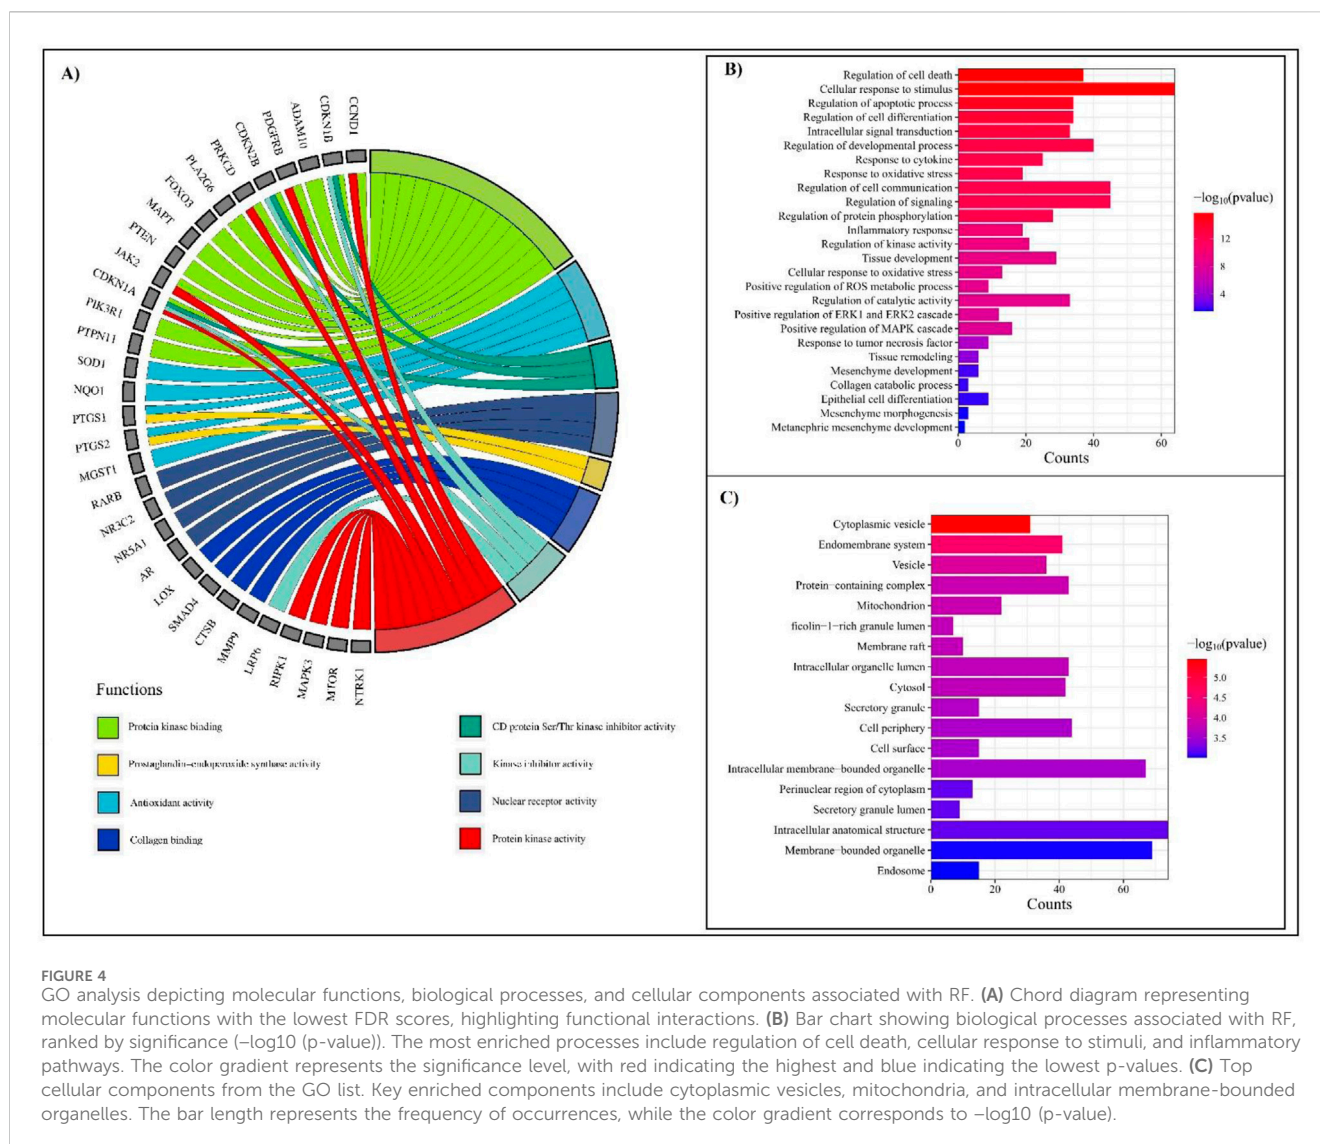 A)
CCND1
CDKN1B
ADAM10
PDGFRB
CDKN2B
PRKCD
PLA2G6
FOXO3
MAPT
PTEN
JAK2
CDKN1A
PIK3R1
PTPN11
SOD1
NQO1
PTGS1
PTGS2
MGST1
RARB
NR3C2
NR5A1
AR
LOX
SMAD4
CTSB
MMP9
LRP6
RIPK1
MAPK3
MTOR
NTRK1
Functions
Protein kinase binding
Prostaglandin−endoperoxide synthase activity
Antioxidant activity
Collagen binding
CD protein Ser/Thr kinase inhibitor activity
Kinase inhibitor activity
Nuclear receptor activity
Protein kinase activity
B)
Regulation of cell death
Cellular response to stimulus
Regulation of apoptotic process
Regulation of cell differentiation
Intracellular signal transduction
Regulation of developmental process
Response to cytokine
Response to oxidative stress
Regulation of cell communication
Regulation of signaling
Regulation of protein phosphorylation
Inflammatory response
Regulation of kinase activity
Tissue development
Cellular response to oxidative stress
Positive regulation of ROS metabolic process
Regulation of catalytic activity
Positive regulation of ERK1 and ERK2 cascade
Positive regulation of MAPK cascade
Response to tumor necrosis factor
Tissue remodeling
Mesenchyme development
Collagen catabolic process
Epithelial cell differentiation
Mesenchyme morphogenesis
Metanephric mesenchyme development
0 20 40 60
Counts
−log10(pvalue)
12
4
C)
Cytoplasmic vesicle
Endomembrane system
Vesicle
Protein−containing complex
Mitochondrion
ficolin−1−rich granule lumen
Membrane raft
Intracellular organelle lumen
Cytosol
Secretory granule
Cell periphery
Cell surface
Intracellular membrane−bounded organelle
Perinuclear region of cytoplasm
Secretory granule lumen
Intracellular anatomical structure
Membrane−bounded organelle
Endosome
0 20 40 60
Counts
−log10(pvalue)
5.0
4.5
4.0
3.5
FIGURE 4
GO analysis depicting molecular functions, biological processes, and cellular components associated with RF. (A) Chord diagram representing
molecular functions with the lowest FDR scores, highlighting functional interactions. (B) Bar chart showing biological processes associated with RF,
ranked by significance (–log10 (p-value)). The most enriched processes include regulation of cell death, cellular response to stimuli, and inflammatory
pathways. The color gradient represents the significance level, with red indicating the highest and blue indicating the lowest p-values. (C) Top
cellular components from the GO list. Key enriched components include cytoplasmic vesicles, mitochondria, and intracellular membrane-bounded
organelles. The bar length represents the frequency of occurrences, while the color gradient corresponds to –log10 (p-value).